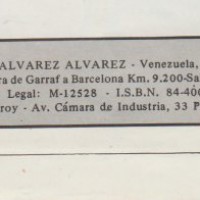 ALVAREZ ALVAREZ - Venezuela,
ra de Garraf a Barcelona Km. 9.200-Sa
Legal: M-12528 - I.S.B.N. 84-40
roy - Av. Cámara de Industria, 33 P